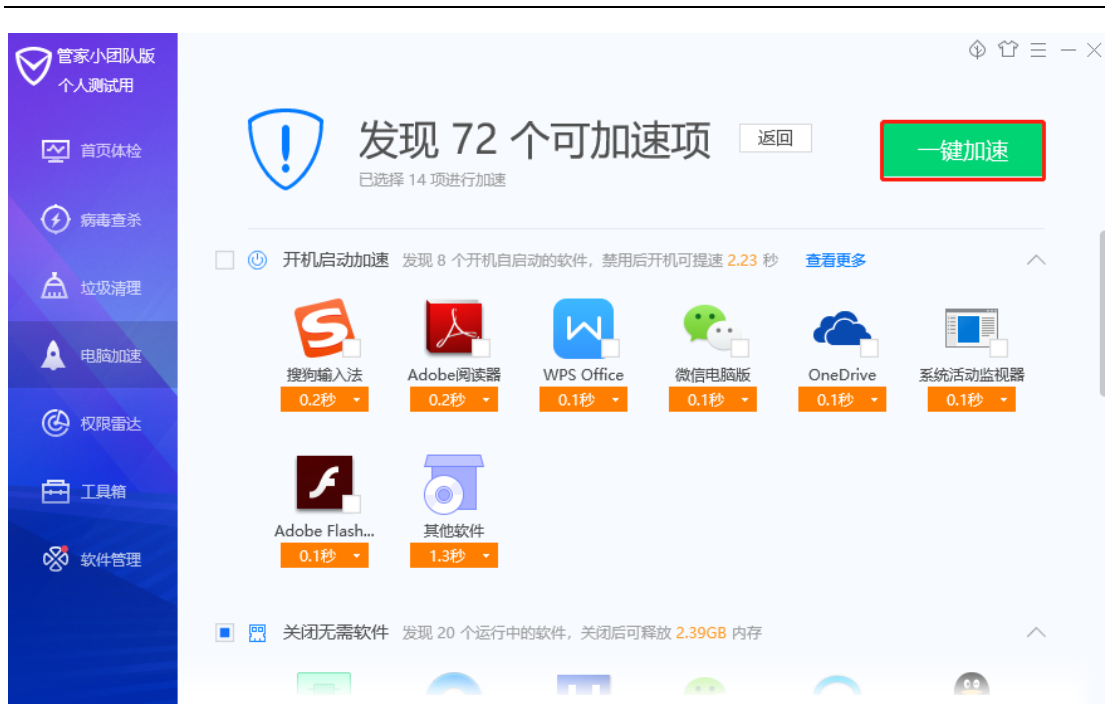 管家小团队版
个人测试用
首页体检
病毒查杀
垃圾清理
电脑加速
权限雷达
工具箱
软件管理
发现 72 个可加速项
返回
一键加速
已选择 14 项进行加速
开机启动加速 发现 8 个开机自启动的软件，禁用后开机可提速 2.23 秒 查看更多
搜狗输入法 Adobe阅读器 WPS Office 微信电脑版 OneDrive 系统活动监视器
0.2秒 0.2秒 0.1秒 0.1秒 0.1秒 0.1秒
Adobe Flash... 其他软件
0.1秒 1.3秒
关闭无需软件 发现 20 个运行中的软件，关闭后可释放 2.39GB 内存